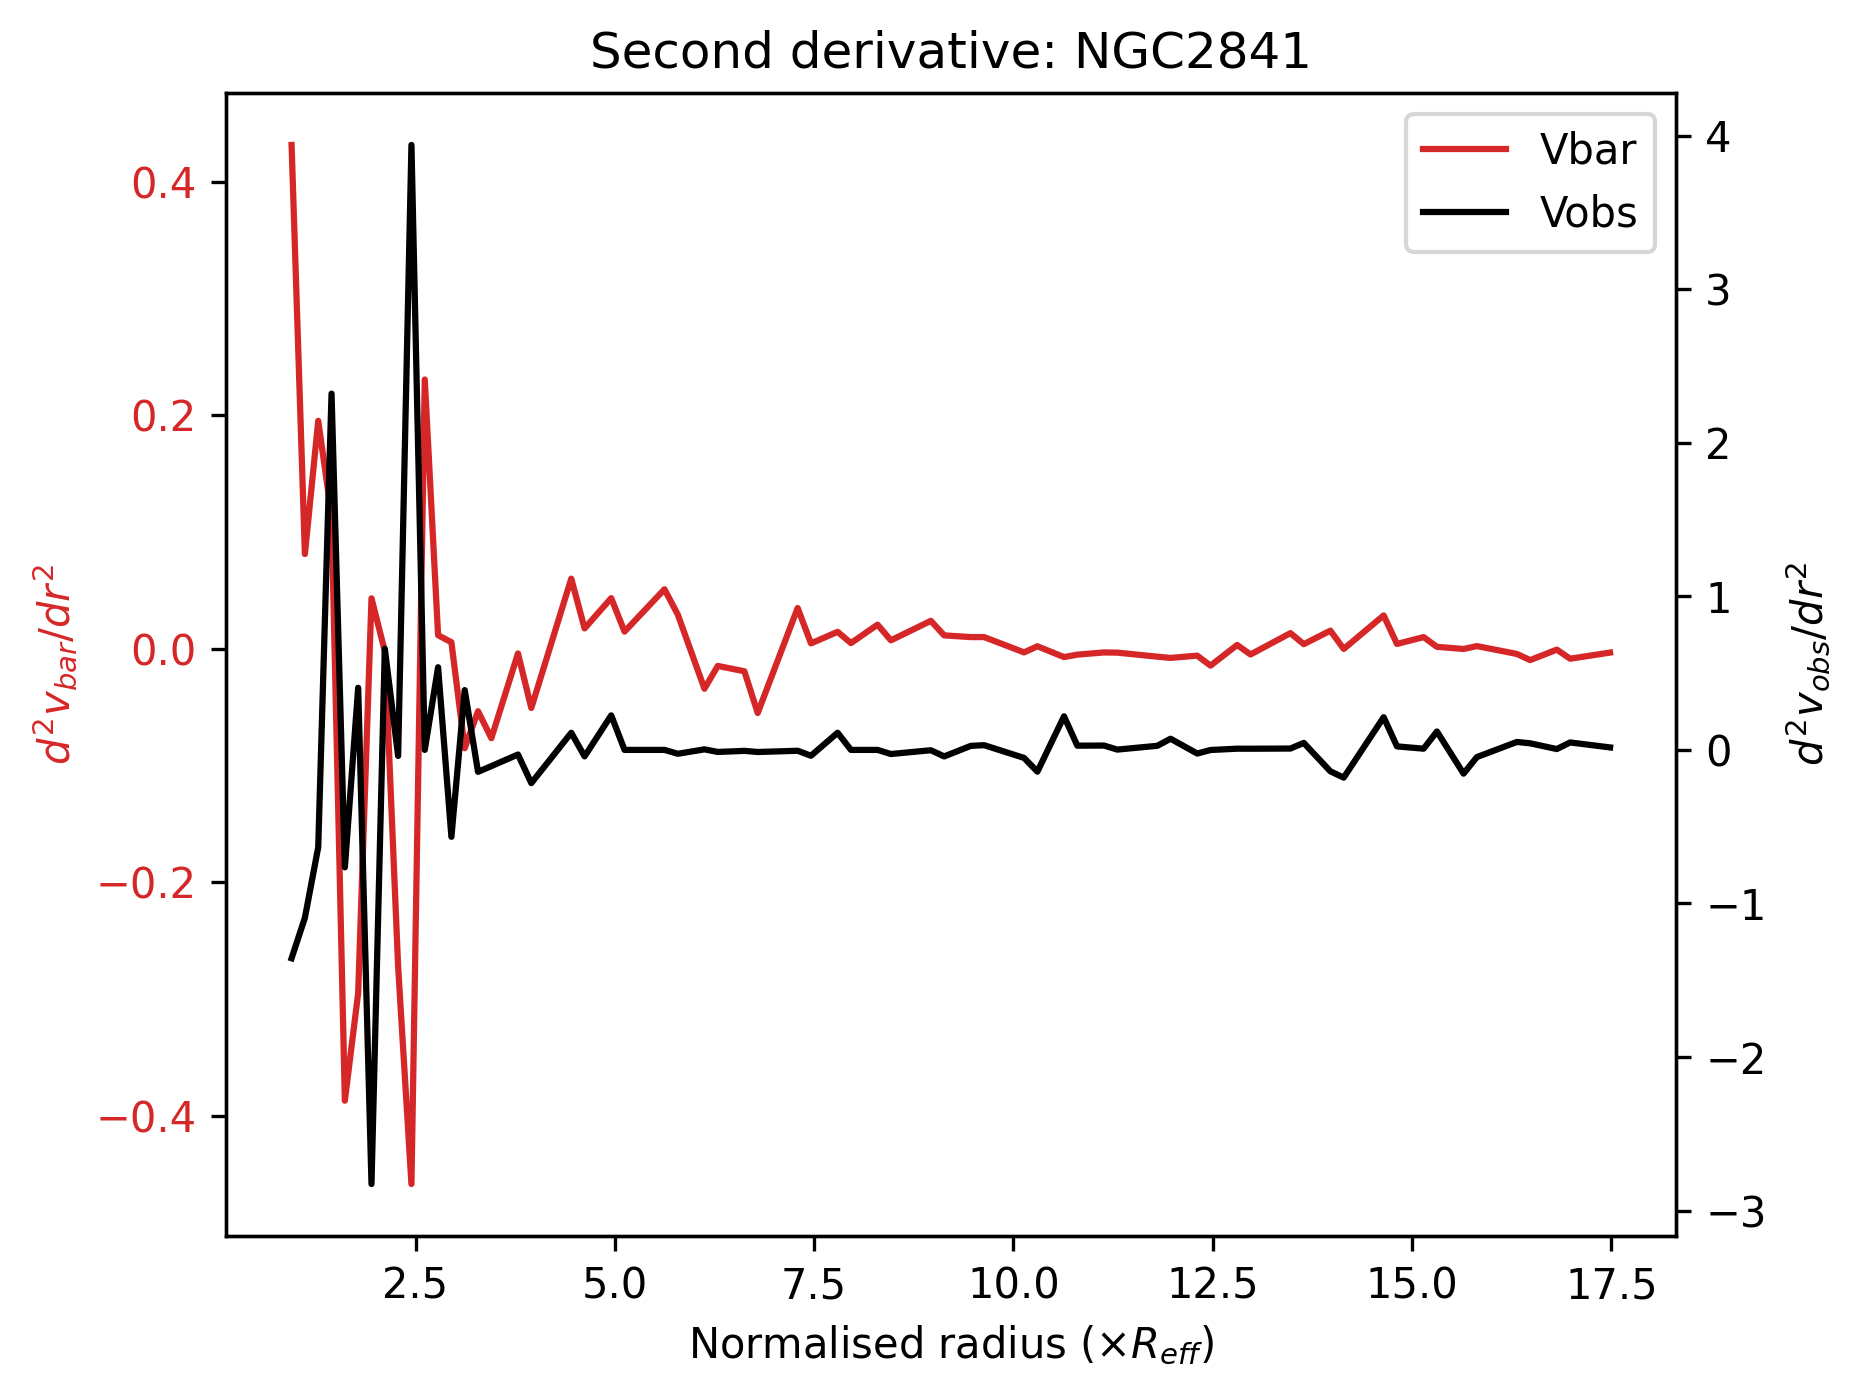 Second derivative: NGC2841
Vbar
Vobs
0.4
0.2
0.0
−0.2
−0.4
d²v_bar/dr²
4
3
2
1
0
−1
−2
−3
d²v_obs/dr²
2.5 5.0 7.5 10.0 12.5 15.0 17.5
Normalised radius (×R_eff)